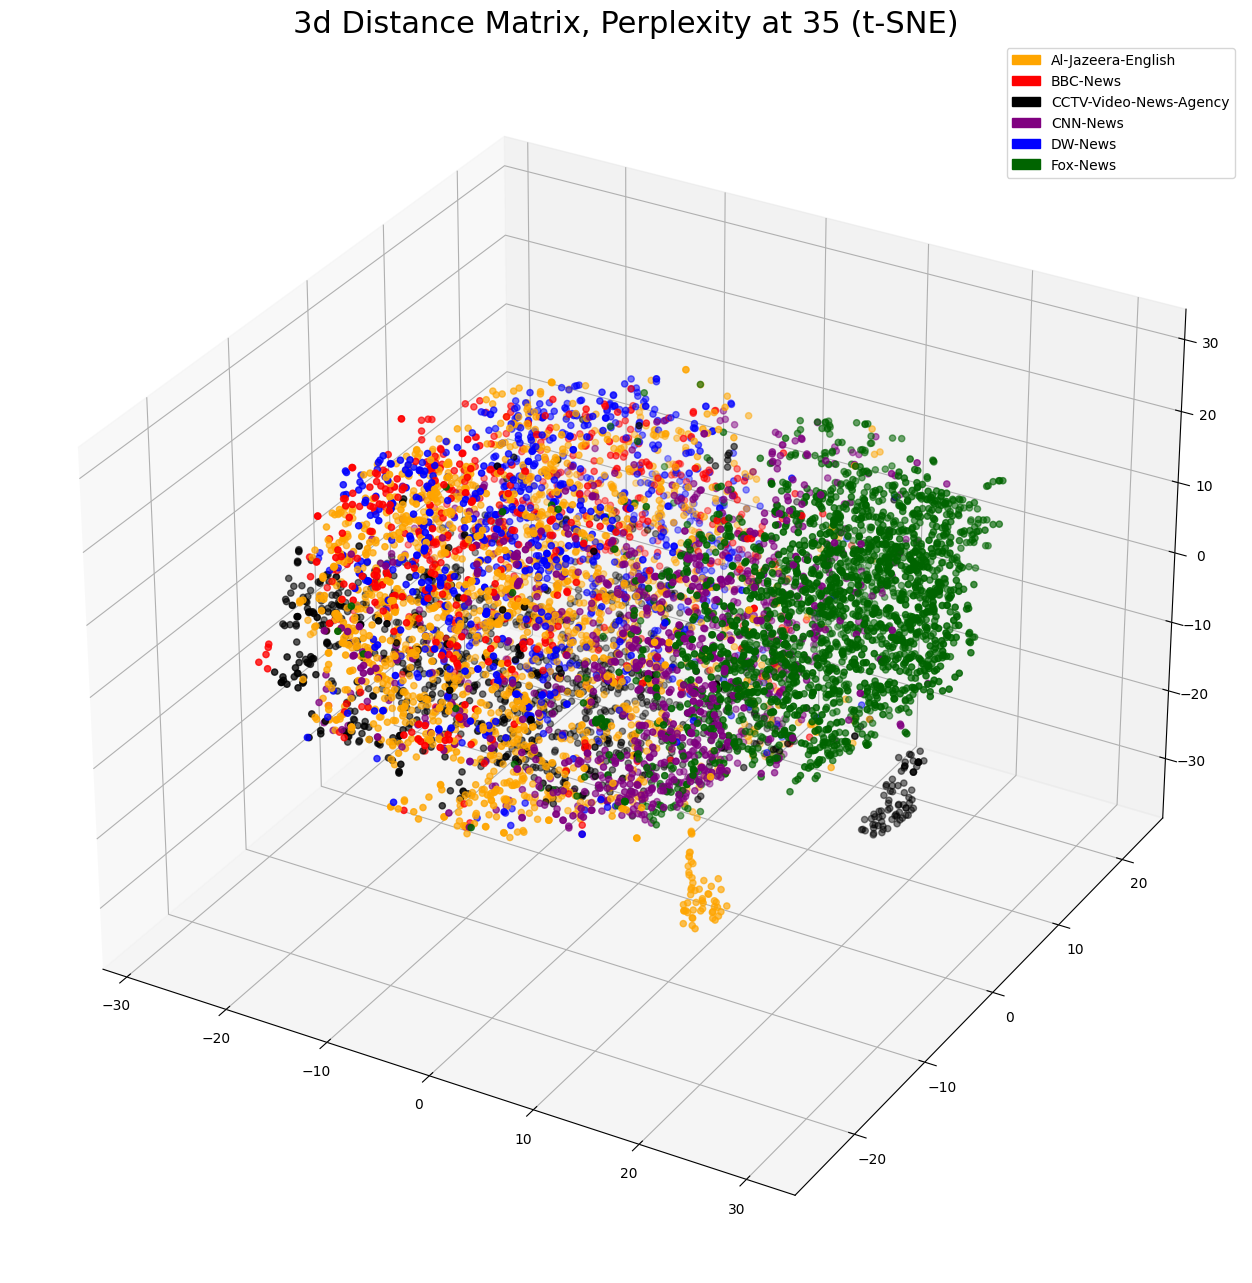 3d Distance Matrix, Perplexity at 35 (t-SNE)
Al-Jazeera-English
BBC-News
CCTV-Video-News-Agency
CNN-News
DW-News
Fox-News
30
20
10
0
−10
−20
−30
20
10
0
−10
−20
−30
−20
−10
0
10
20
30